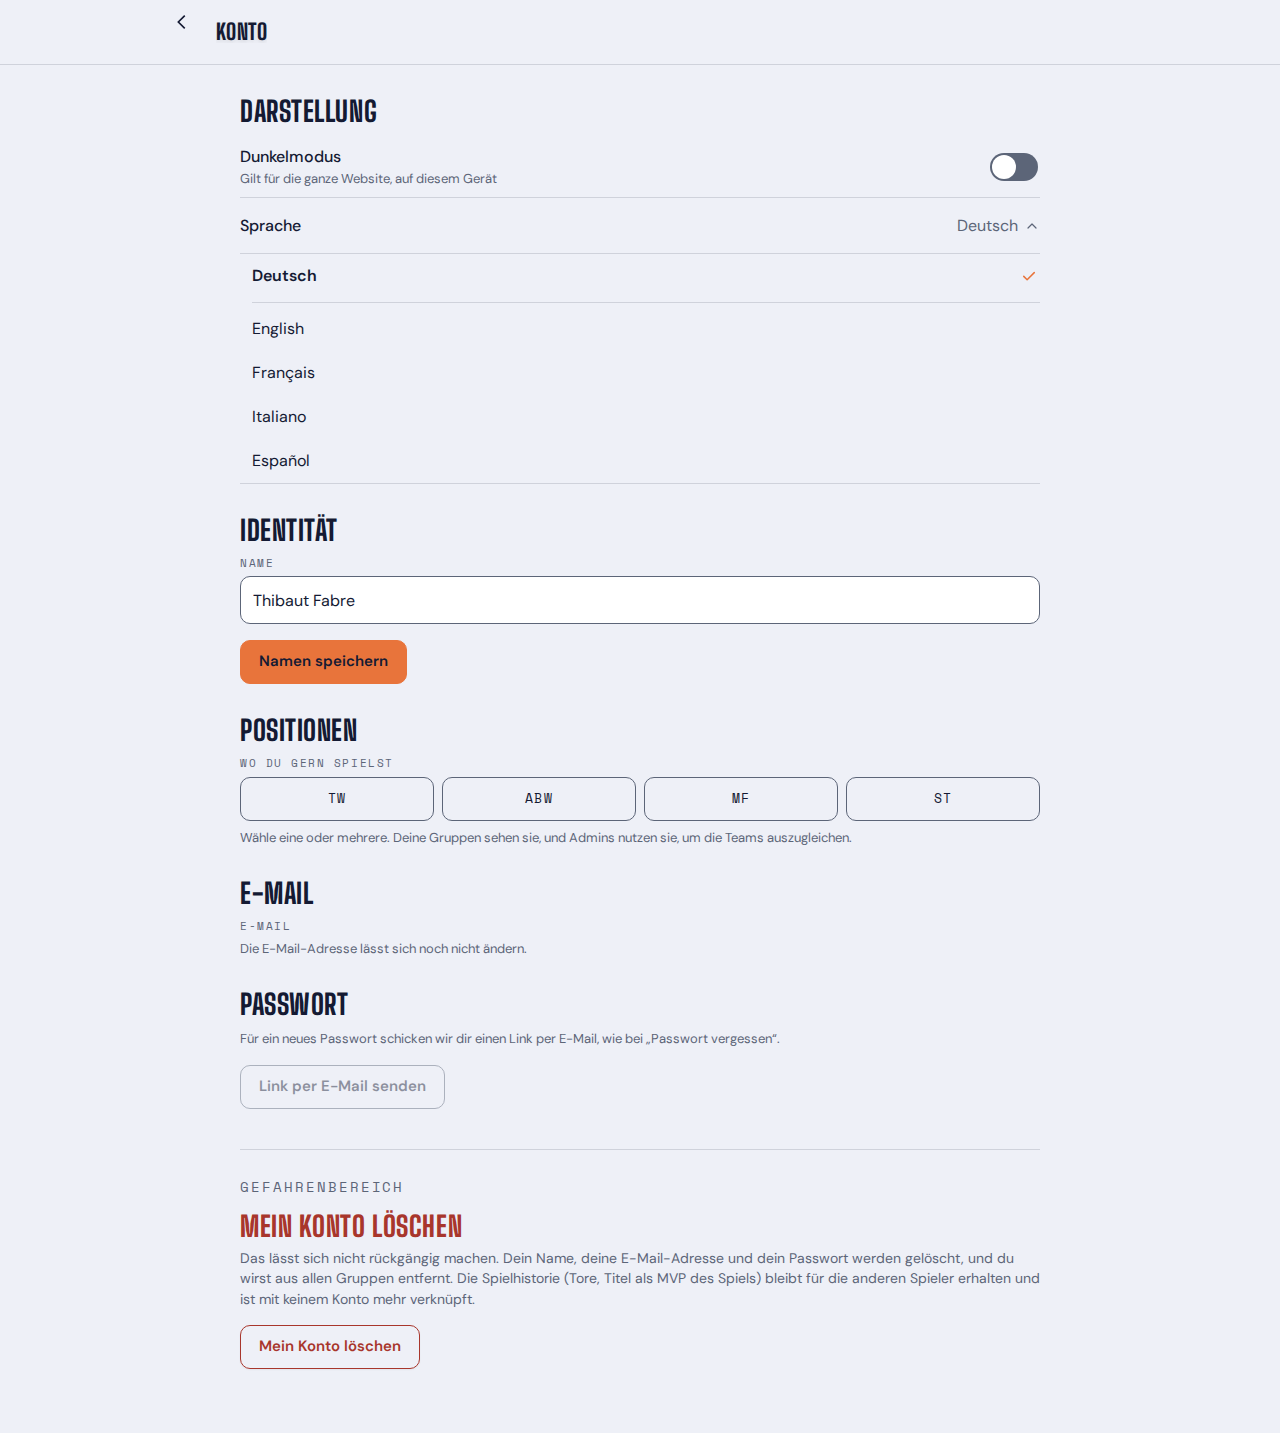 KONTO
DARSTELLUNG
Dunkelmodus
Gilt für die ganze Website, auf diesem Gerät
Sprache
Deutsch
Deutsch
English
Français
Italiano
Español
IDENTITÄT
NAME
Thibaut Fabre
Namen speichern
POSITIONEN
WO DU GERN SPIELST
TW
ABW
MF
ST
Wähle eine oder mehrere. Deine Gruppen sehen sie, und Admins nutzen sie, um die Teams auszugleichen.
E-MAIL
E-MAIL
Die E-Mail-Adresse lässt sich noch nicht ändern.
PASSWORT
Für ein neues Passwort schicken wir dir einen Link per E-Mail, wie bei „Passwort vergessen“.
Link per E-Mail senden
GEFAHRENBEREICH
MEIN KONTO LÖSCHEN
Das lässt sich nicht rückgängig machen. Dein Name, deine E-Mail-Adresse und dein Passwort werden gelöscht, und du
wirst aus allen Gruppen entfernt. Die Spielhistorie (Tore, Titel als MVP des Spiels) bleibt für die anderen Spieler erhalten und
ist mit keinem Konto mehr verknüpft.
Mein Konto löschen